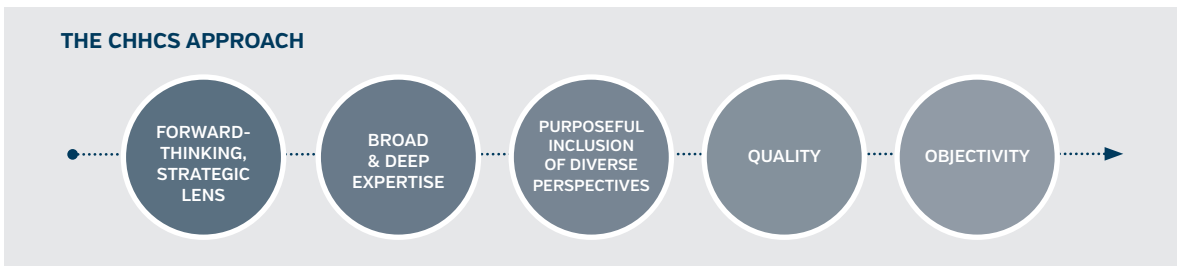 THE CHHCS APPROACH
FORWARD-
THINKING,
STRATEGIC
LENS
BROAD
& DEEP
EXPERTISE
PURPOSEFUL
INCLUSION
OF DIVERSE
PERSPECTIVES
QUALITY
OBJECTIVITY